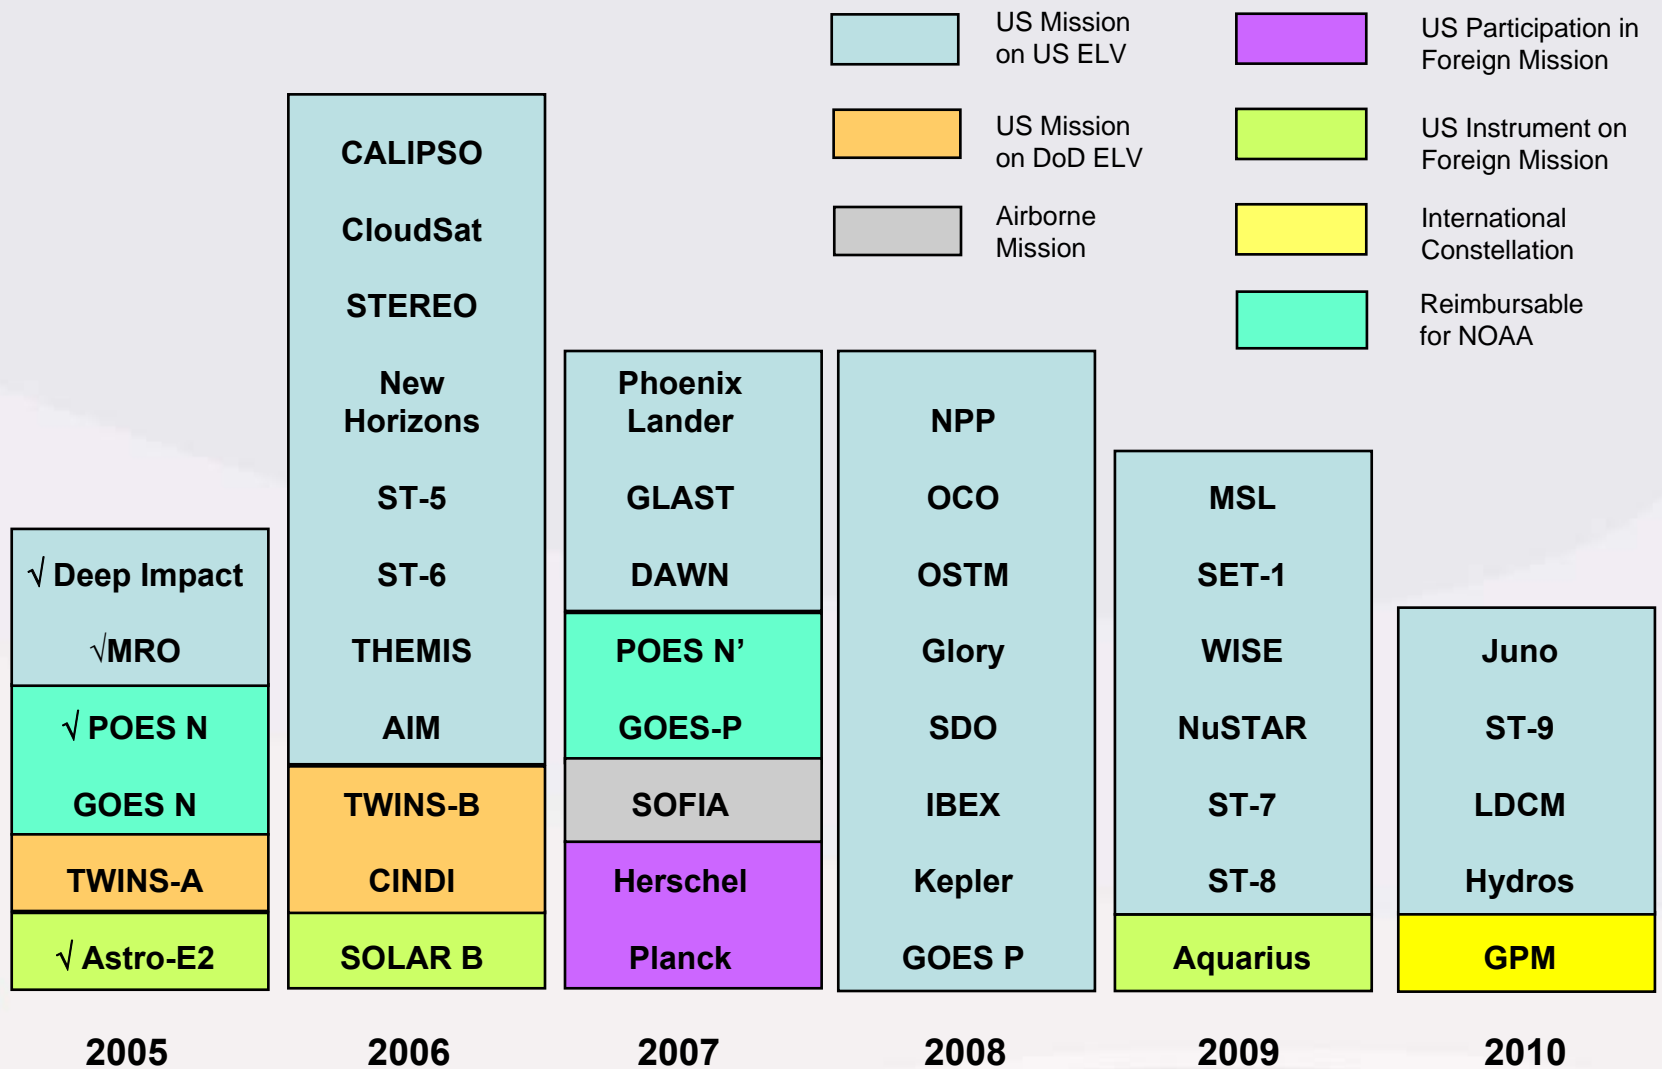 US Mission
on US ELV
US Participation in
Foreign Mission
US Mission
on DoD ELV
US Instrument on
Foreign Mission
Airborne
Mission
International
Constellation
Reimbursable
for NOAA
√ Deep Impact
√MRO
√ POES N
GOES N
TWINS-A
√ Astro-E2
2005
CALIPSO
CloudSat
STEREO
New
Horizons
ST-5
ST-6
THEMIS
AIM
TWINS-B
CINDI
SOLAR B
2006
Phoenix
Lander
GLAST
DAWN
POES N’
GOES-P
SOFIA
Herschel
Planck
2007
NPP
OCO
OSTM
Glory
SDO
IBEX
Kepler
GOES P
2008
MSL
SET-1
WISE
NuSTAR
ST-7
ST-8
Aquarius
2009
Juno
ST-9
LDCM
Hydros
GPM
2010